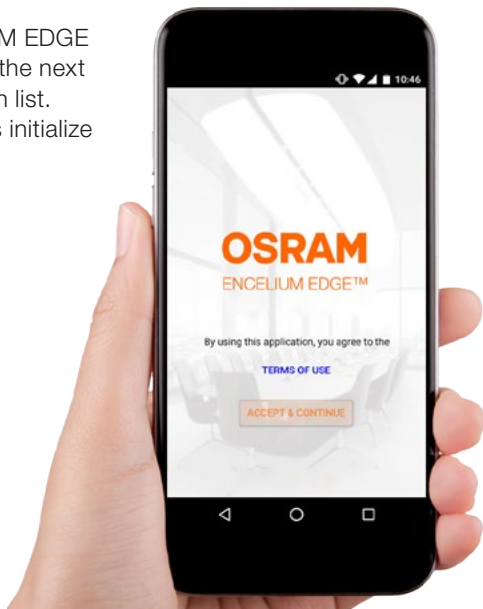 M EDGE
the next
n list.
s initialize
10:46
OSRAM
ENCELIUM EDGE™
By using this application, you agree to the
TERMS OF USE
ACCEPT & CONTINUE